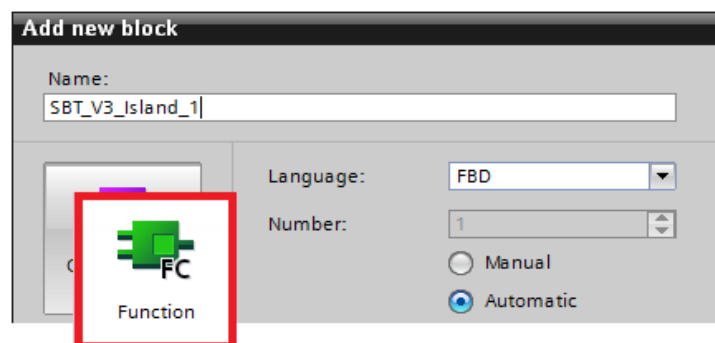 Add new block
Name:
SBT_V3_Island_1
Language:
FBD
Number:
1
Manual
Automatic
FC
Function